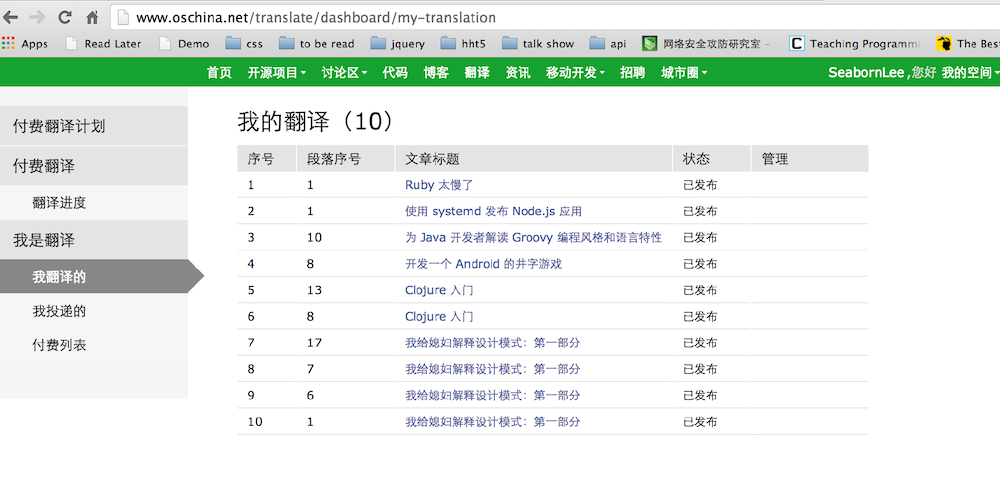 www.oschina.net/translate/dashboard/my-translation
Apps Read Later Demo css to be read jquery hht5 talk show api 网络安全攻防研究室 - Teaching Programmi The Bes
首页 开源项目 讨论区 代码 博客 翻译 资讯 移动开发 招聘 城市圈 SeabornLee ,您好 我的空间
付费翻译计划
付费翻译
翻译进度
我是翻译
我翻译的
我投递的
付费列表
我的翻译（10）
序号 段落序号 文章标题 状态 管理
1 1 Ruby 太慢了 已发布
2 1 使用 systemd 发布 Node.js 应用 已发布
3 10 为 Java 开发者解读 Groovy 编程风格和语言特性 已发布
4 8 开发一个 Android 的井字游戏 已发布
5 13 Clojure 入门 已发布
6 8 Clojure 入门 已发布
7 17 我给媳妇解释设计模式：第一部分 已发布
8 7 我给媳妇解释设计模式：第一部分 已发布
9 6 我给媳妇解释设计模式：第一部分 已发布
10 1 我给媳妇解释设计模式：第一部分 已发布